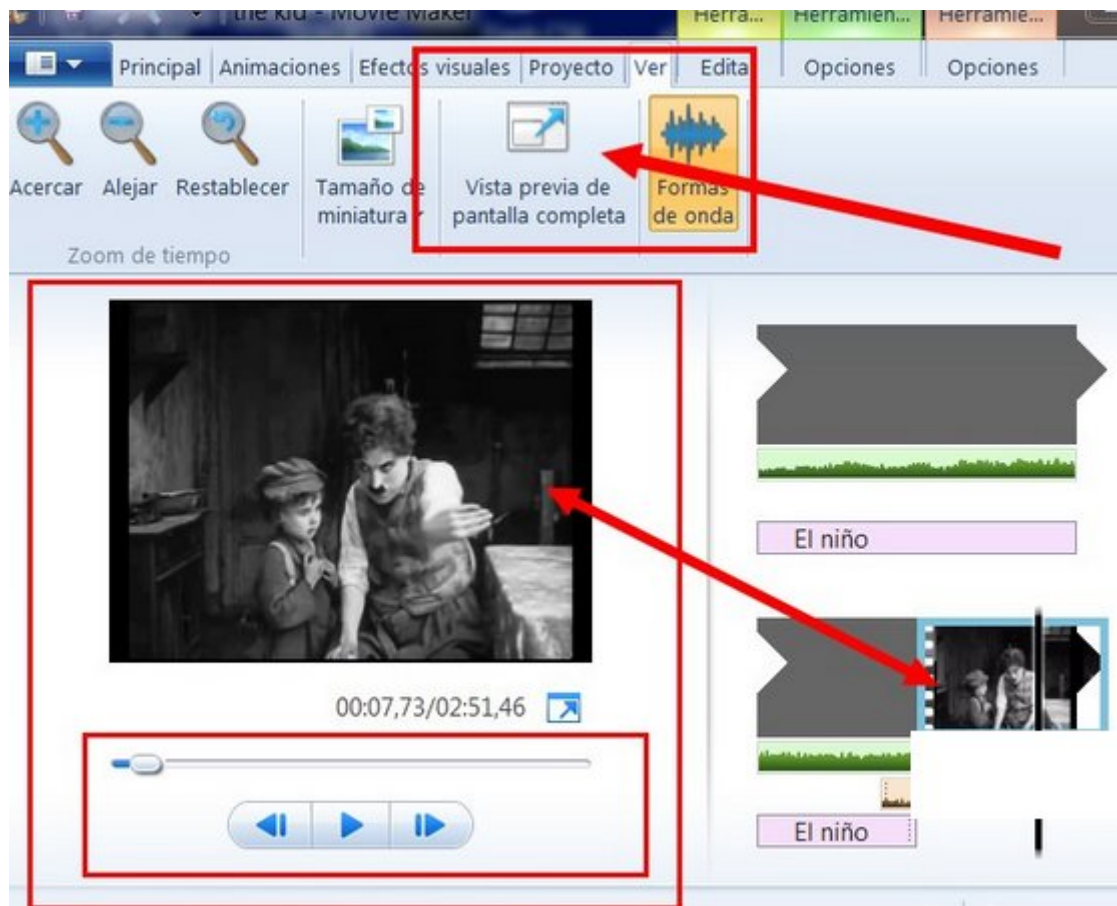 the kid - Movie Maker
Herra...
Herramien...
Herramie...
Principal
Animaciones
Efectos visuales
Proyecto
Ver
Edita
Opciones
Opciones
Acercar
Alejar
Restablecer
Tamaño de
miniatura
Vista previa de
pantalla completa
Formas
de onda
Zoom de tiempo
El niño
00:07,73/02:51,46
El niño